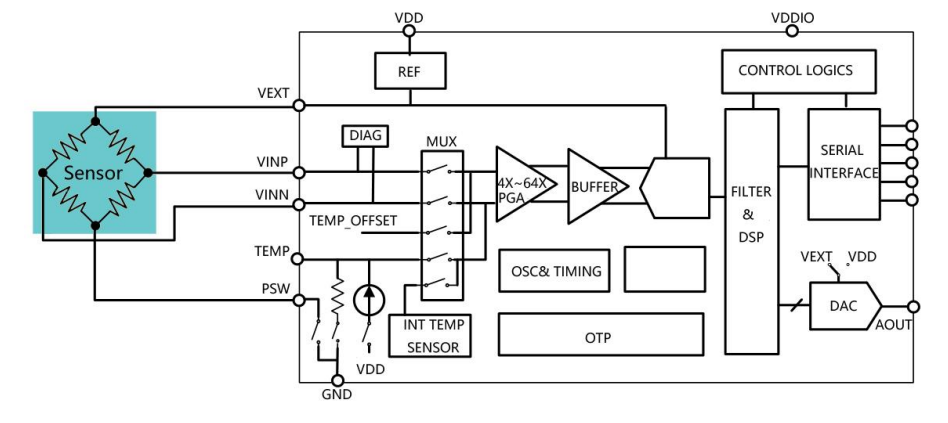 VDD
VDDIO
REF
CONTROL LOGICS
VEXT
DIAG
MUX
VINP
Sensor
4X~64X
PGA
BUFFER
FILTER
&
DSP
SERIAL
INTERFACE
VINN
TEMP_OFFSET
TEMP
OSC& TIMING
VEXT
VDD
PSW
INT TEMP
SENSOR
OTP
DAC
AOUT
VDD
GND